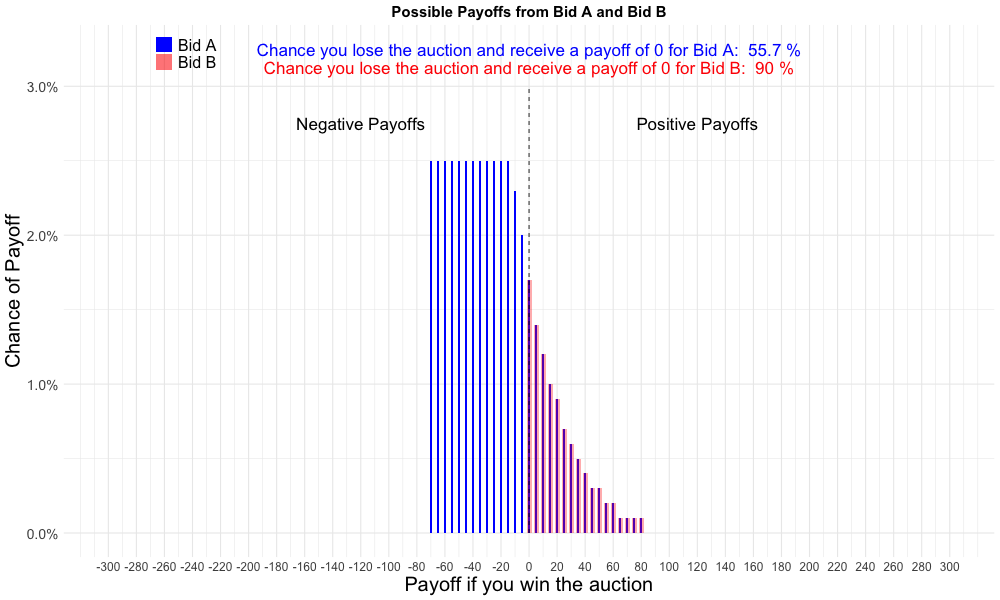 Possible Payoffs from Bid A and Bid B
Bid A
Bid B
Chance you lose the auction and receive a payoff of 0 for Bid A:  55.7 %
Chance you lose the auction and receive a payoff of 0 for Bid B:  90 %
Negative Payoffs
Positive Payoffs
Chance of Payoff
3.0%
2.0%
1.0%
0.0%
-300 -280 -260 -240 -220 -200 -180 -160 -140 -120 -100 -80 -60 -40 -20 0 20 40 60 80 100 120 140 160 180 200 220 240 260 280 300
Payoff if you win the auction